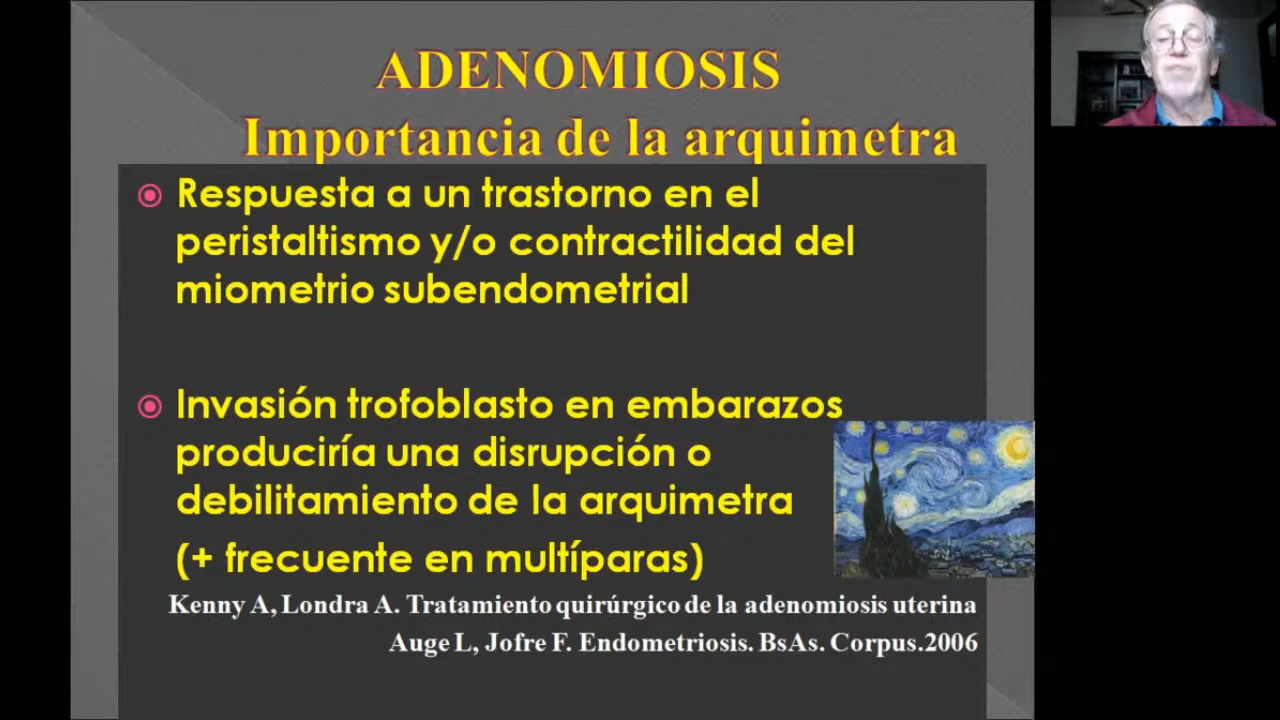 ADENOMIOSIS
Importancia de la arquimetra
Respuesta a un trastorno en el
peristaltismo y/o contractilidad del
miometrio subendometrial
Invasión trofoblasto en embarazos
produciría una disrupción o
debilitamiento de la arquimetra
(+ frecuente en multíparas)
Kenny A, Londra A. Tratamiento quirúrgico de la adenomiosis uterina
Auge L, Jofre F. Endometriosis. BsAs. Corpus.2006